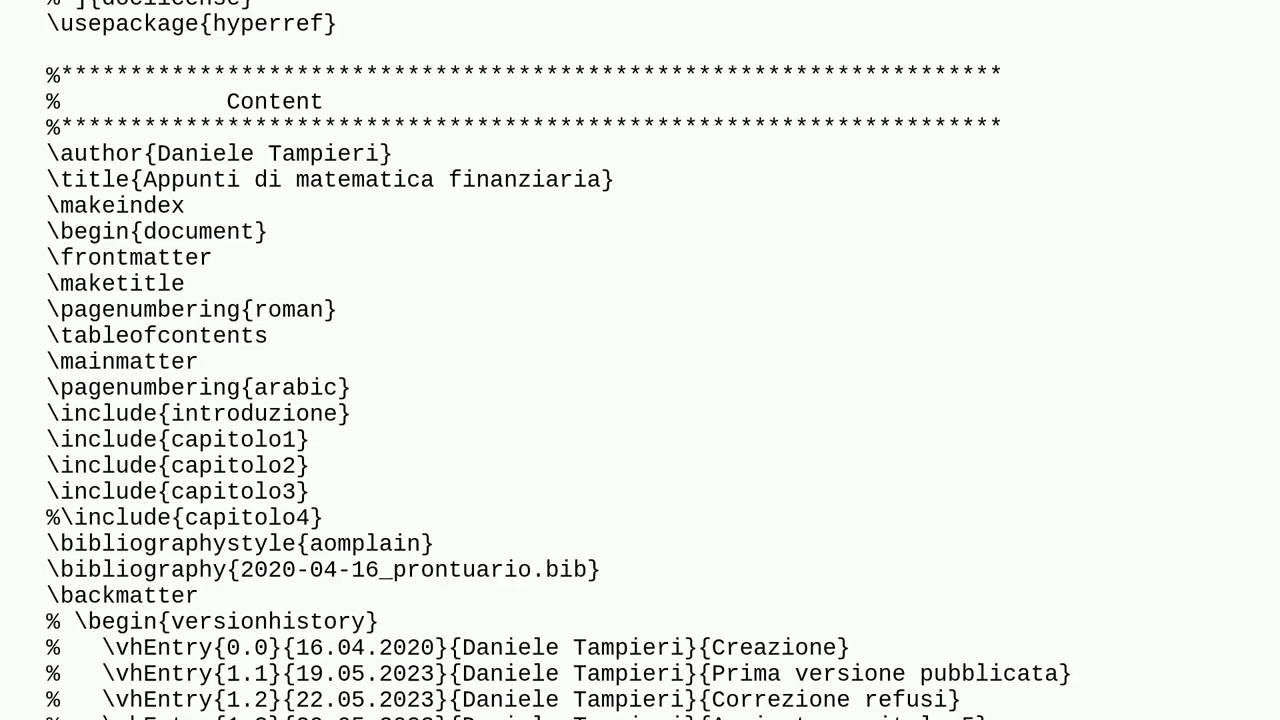 % ]{doclicense}
\usepackage{hyperref}
%********************************************************************
%            Content
%********************************************************************
\author{Daniele Tampieri}
\title{Appunti di matematica finanziaria}
\makeindex
\begin{document}
\frontmatter
\maketitle
\pagenumbering{roman}
\tableofcontents
\mainmatter
\pagenumbering{arabic}
\include{introduzione}
\include{capitolo1}
\include{capitolo2}
\include{capitolo3}
%\include{capitolo4}
\bibliographystyle{aomplain}
\bibliography{2020-04-16_prontuario.bib}
\backmatter
% \begin{versionhistory}
%   \vhEntry{0.0}{16.04.2020}{Daniele Tampieri}{Creazione}
%   \vhEntry{1.1}{19.05.2023}{Daniele Tampieri}{Prima versione pubblicata}
%   \vhEntry{1.2}{22.05.2023}{Daniele Tampieri}{Correzione refusi}